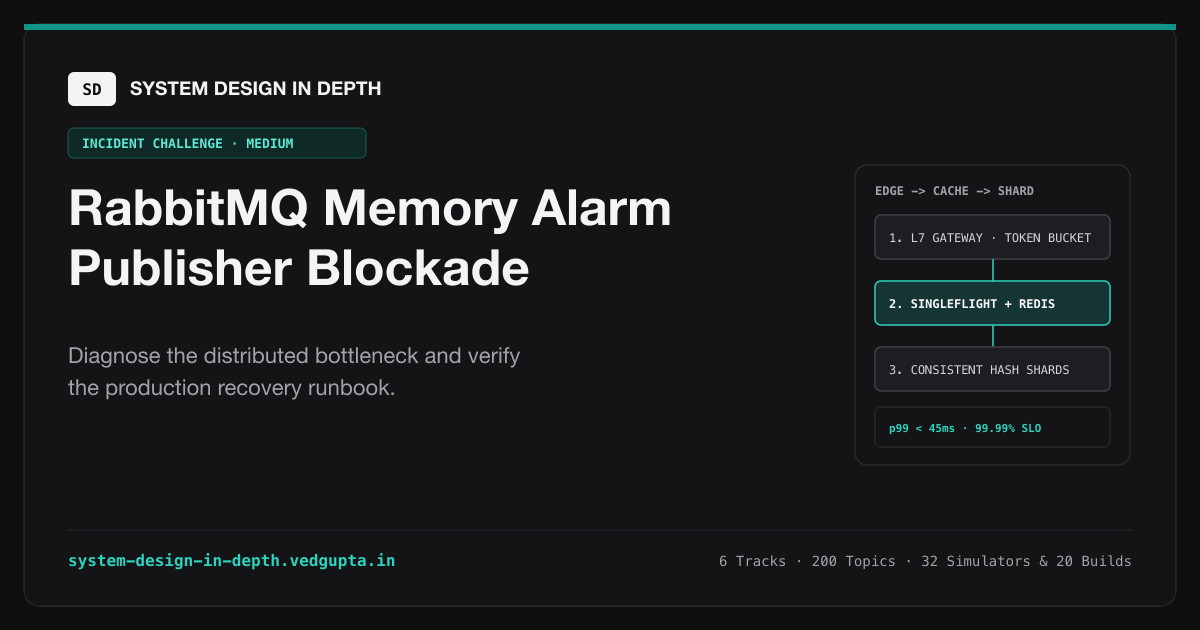 SD SYSTEM DESIGN IN DEPTH
INCIDENT CHALLENGE · MEDIUM
RabbitMQ Memory Alarm
Publisher Blockade
Diagnose the distributed bottleneck and verify
the production recovery runbook.
EDGE —> CACHE —> SHARD
1. L7 GATEWAY · TOKEN BUCKET
2. SINGLEFLIGHT + REDIS
3. CONSISTENT HASH SHARDS
p99 < 45ms · 99.99% SLO
system-design-in-depth.vedgupta.in
6 Tracks · 200 Topics · 32 Simulators & 20 Builds